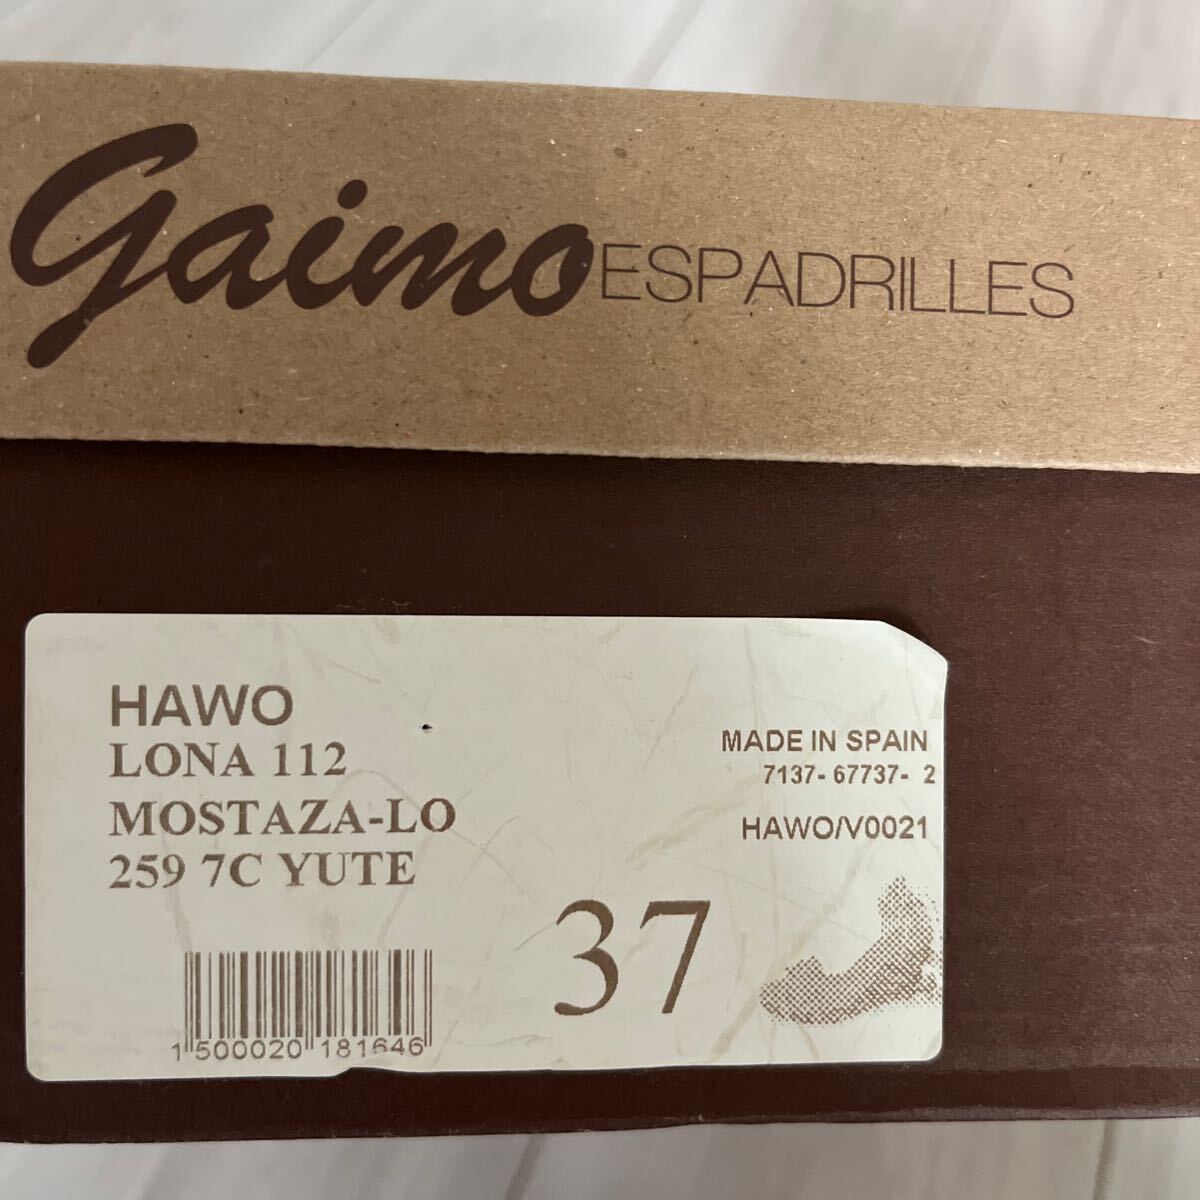 gaimo ESPADRILLES
HAWO
LONA 112
MOSTAZA-LO
259 7C YUTE
MADE IN SPAIN
7137- 67737- 2
HAWO/V0021
37
1 500020 181646